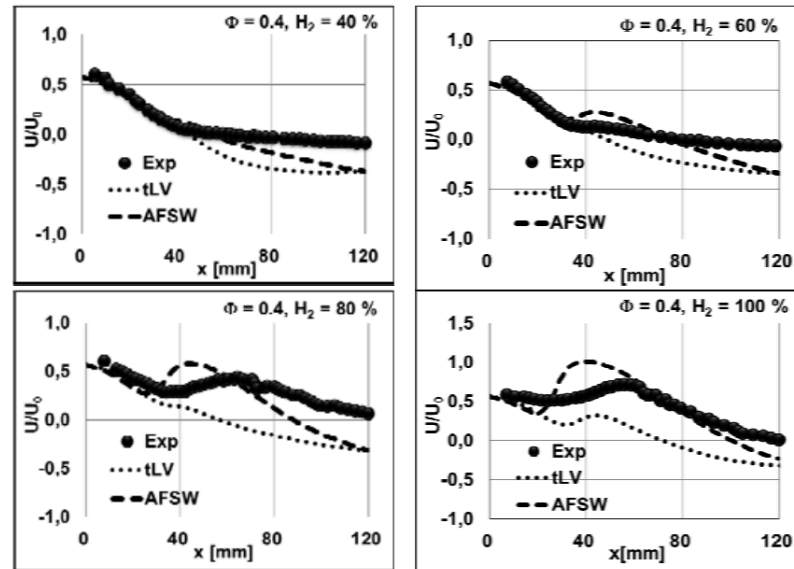 Φ = 0.4, H₂ = 40 %
1,0
0,5
0,0
-0,5
-1,0
U/U₀
Exp
tLV
AFSW
0 40 80 120
x [mm]
Φ = 0.4, H₂ = 60 %
1,0
0,5
0,0
-0,5
-1,0
U/U₀
Exp
tLV
AFSW
0 40 80 120
x [mm]
Φ = 0.4, H₂ = 80 %
1,0
0,5
0,0
-0,5
-1,0
U/U₀
Exp
tLV
AFSW
0 40 80 120
x [mm]
Φ = 0.4, H₂ = 100 %
1,5
1,0
0,5
0,0
-0,5
-1,0
U/U₀
Exp
tLV
AFSW
0 40 80 120
x[mm]